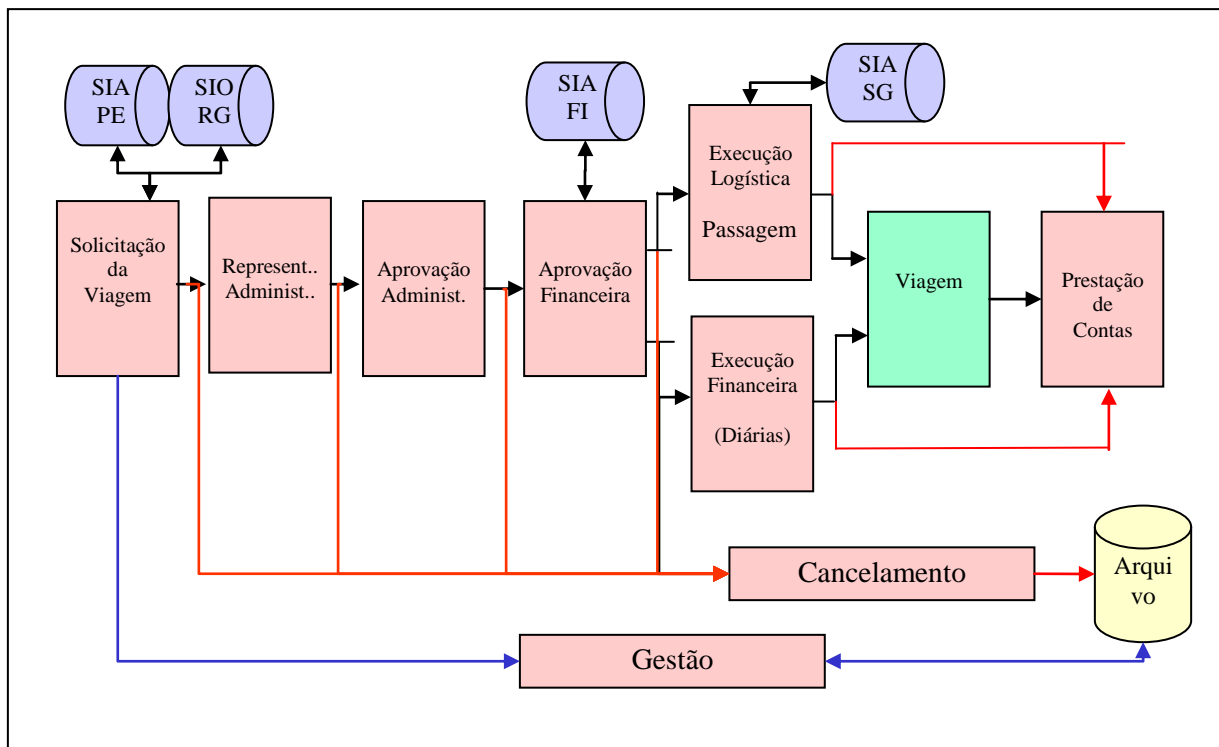 SIA
PE
SIO
RG
SIA
FI
SIA
SG
Solicitação
da
Viagem
Represent..
Administ..
Aprovação
Administ.
Aprovação
Financeira
Execução
Logística
Passagem
Execução
Financeira
(Diárias)
Viagem
Prestação
de
Contas
Cancelamento
Arqui
vo
Gestão